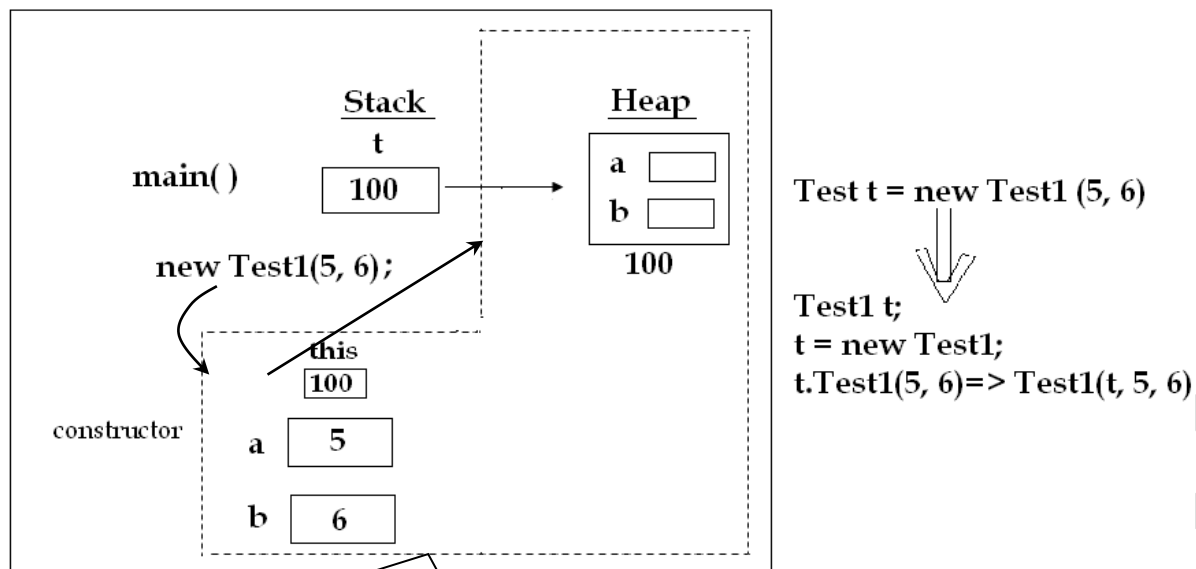 Stack
Heap
t
main( )
100
a
b
100
new Test1(5, 6);
this
100
constructor
a
5
b
6
Test t = new Test1 (5, 6)
Test1 t;
t = new Test1;
t.Test1(5, 6)=> Test1(t, 5, 6)